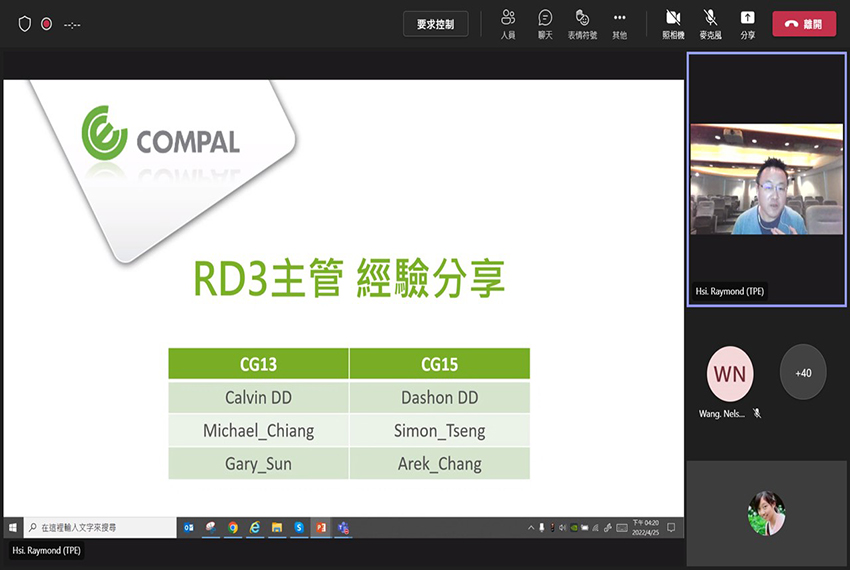 --:--
要求控制
人員
聊天
表情符號
其他
照相機
麥克風
分享
離開
COMPAL
RD3主管 經驗分享
CG13 CG15
Calvin DD Dashon DD
Michael_Chiang Simon_Tseng
Gary_Sun Arek_Chang
Hsi. Raymond (TPE)
WN
+40
Wang. Nels...
在這裡輸入文字來搜尋
下午 04:20
2022/4/25
Hsi. Raymond (TPE)